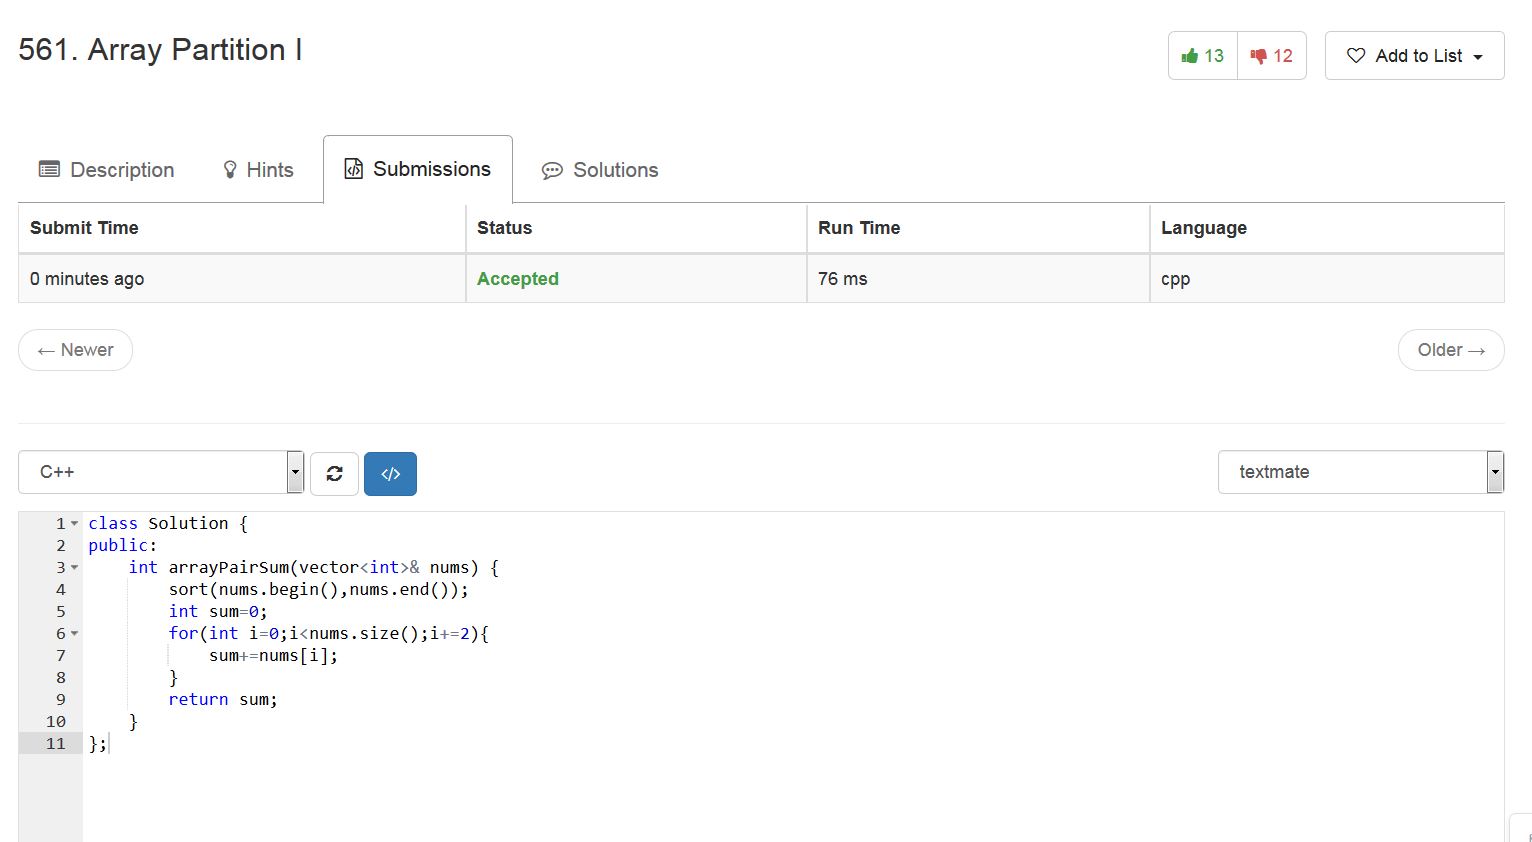 561. Array Partition I
13 12 Add to List
Description Hints Submissions Solutions
Submit Time Status Run Time Language
0 minutes ago Accepted 76 ms cpp
← Newer Older →
C++ </> textmate
1 class Solution {
2 public:
3     int arrayPairSum(vector<int>& nums) {
4         sort(nums.begin(),nums.end());
5         int sum=0;
6         for(int i=0;i<nums.size();i+=2){
7             sum+=nums[i];
8         }
9         return sum;
10     }
11 };